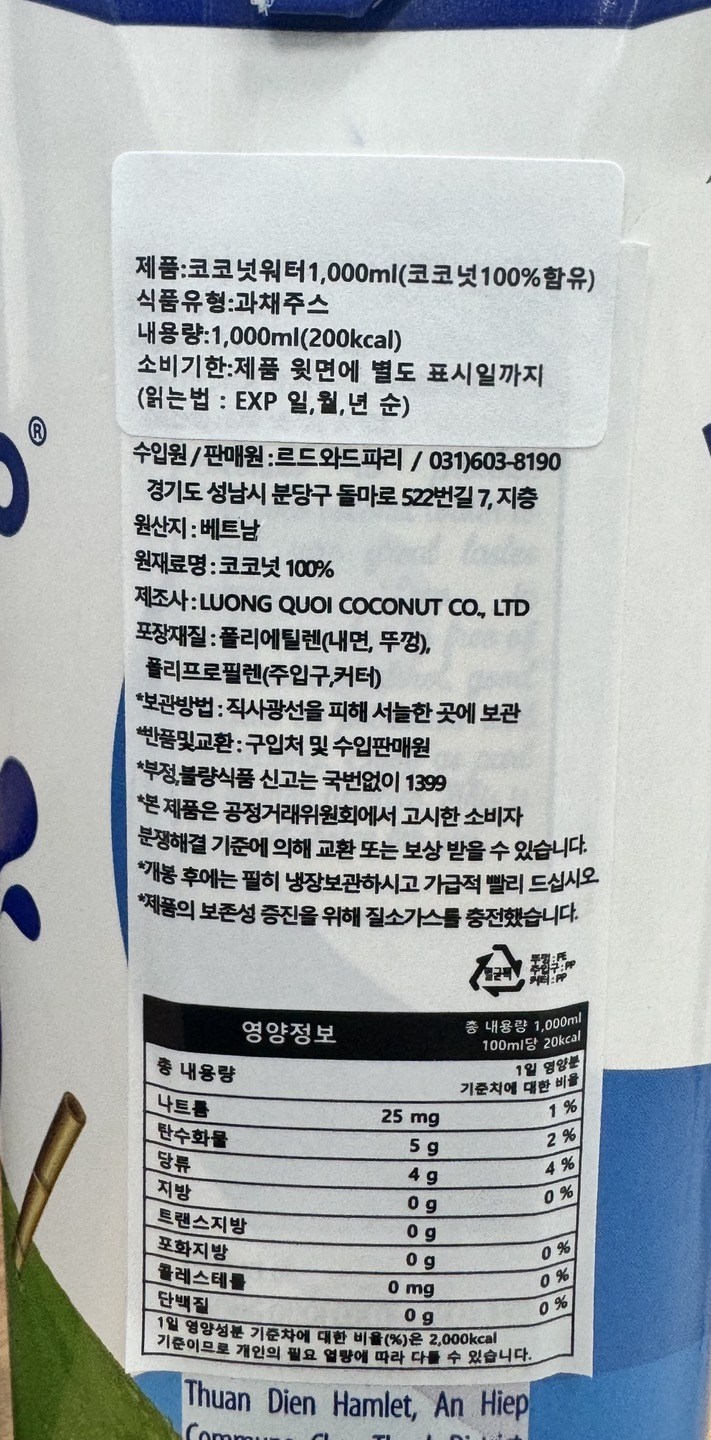 ®
제품:코코넛워터1,000ml(코코넛100%함유)
식품유형:과채주스
내용량:1,000ml(200kcal)
소비기한:제품 윗면에 별도 표시일까지
(읽는법 : EXP 일,월,년 순)
수입원/판매원:르드와드파리 / 031)603-8190
경기도 성남시 분당구 돌마로 522번길 7, 지층
원산지:베트남
원재료명:코코넛 100%
제조사:LUONG QUOI COCONUT CO., LTD
포장재질:폴리에틸렌(내면, 뚜껑),
폴리프로필렌(주입구,커터)
*보관방법:직사광선을 피해 서늘한 곳에 보관
*반품및교환:구입처 및 수입판매원
*부정,불량식품 신고는 국번없이 1399
*본 제품은 공정거래위원회에서 고시한 소비자
분쟁해결 기준에 의해 교환 또는 보상 받을 수 있습니다.
*개봉 후에는 필히 냉장보관하시고 가급적 빨리 드십시오.
*제품의 보존성 증진을 위해 질소가스를 충전했습니다.
멸균팩
뚜껑:PE
주입구:PP
커터:PP
영양정보
총 내용량 1,000ml
100ml당 20kcal
총 내용량
1일 영양분
기준치에 대한 비율
나트륨 25 mg 1 %
탄수화물 5 g 2 %
당류 4 g 4 %
지방 0 g 0 %
트랜스지방 0 g
포화지방 0 g 0 %
콜레스테롤 0 mg 0 %
단백질 0 g 0 %
1일 영양성분 기준차에 대한 비율(%)은 2,000kcal
기준이므로 개인의 필요 열량에 따라 다를 수 있습니다.
Thuan Dien Hamlet, An Hiep